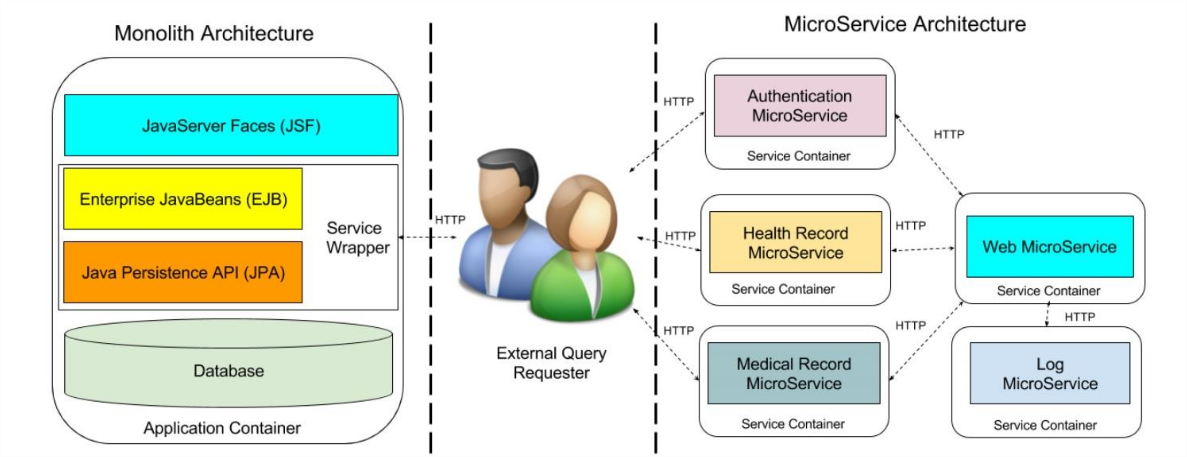 Monolith Architecture
JavaServer Faces (JSF)
Enterprise JavaBeans (EJB)
Service
Wrapper
Java Persistence API (JPA)
Database
Application Container
HTTP
External Query
Requester
MicroService Architecture
HTTP
Authentication
MicroService
Service Container
HTTP
HTTP
Health Record
MicroService
Service Container
HTTP
Web MicroService
Service Container
HTTP
Medical Record
MicroService
Service Container
HTTP
HTTP
Log
MicroService
Service Container